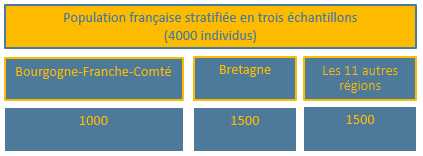 Population française stratifiée en trois échantillons
(4000 individus)
Bourgogne-Franche-Comté
Bretagne
Les 11 autres
régions
1000
1500
1500